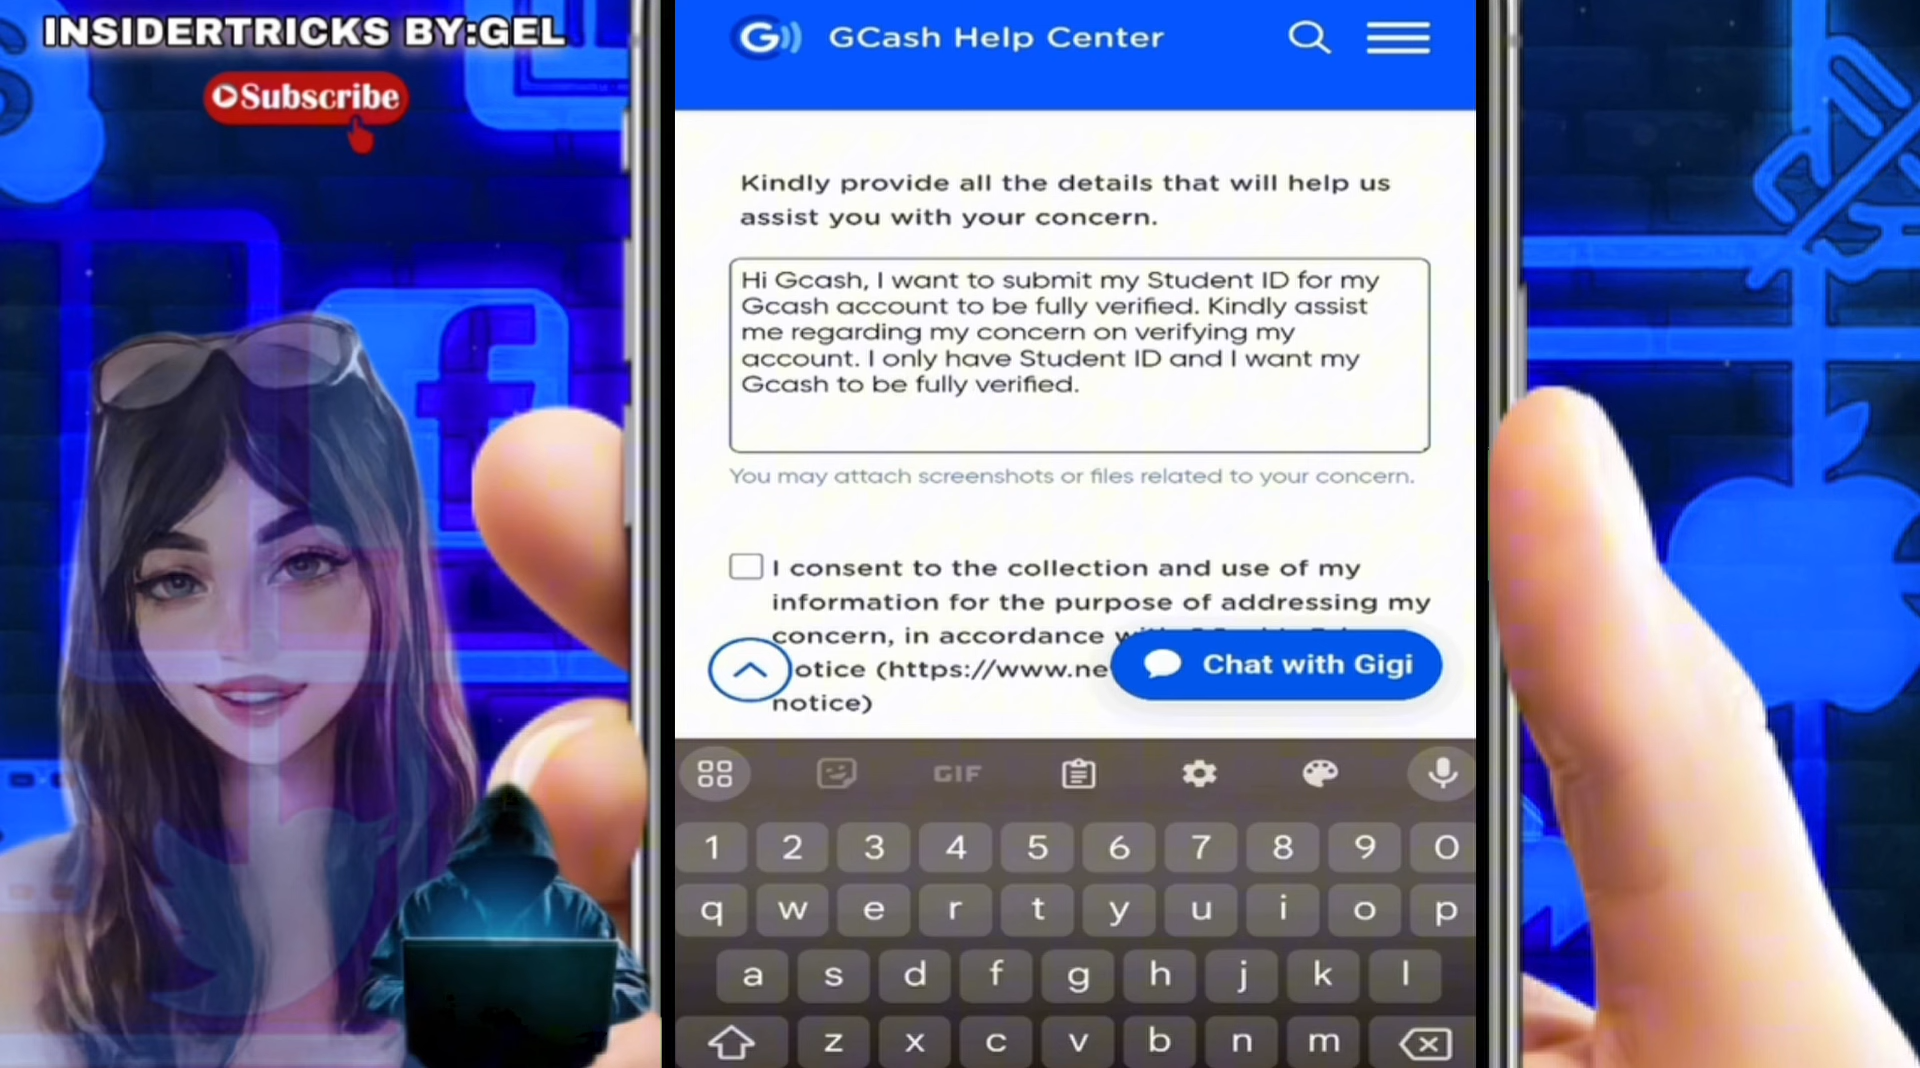 INSIDERTRICKS BY:GEL
Subscribe
GCash Help Center
Kindly provide all the details that will help us
assist you with your concern.
Hi Gcash, I want to submit my Student ID for my
Gcash account to be fully verified. Kindly assist
me regarding my concern on verifying my
account. I only have Student ID and I want my
Gcash to be fully verified.
You may attach screenshots or files related to your concern.
I consent to the collection and use of my
information for the purpose of addressing my
concern, in accordance
otice (https://www.ne
notice)
Chat with Gigi
GIF
1 2 3 4 5 6 7 8 9 0
q w e r t y u i o p
a s d f g h j k l
z x c v b n m